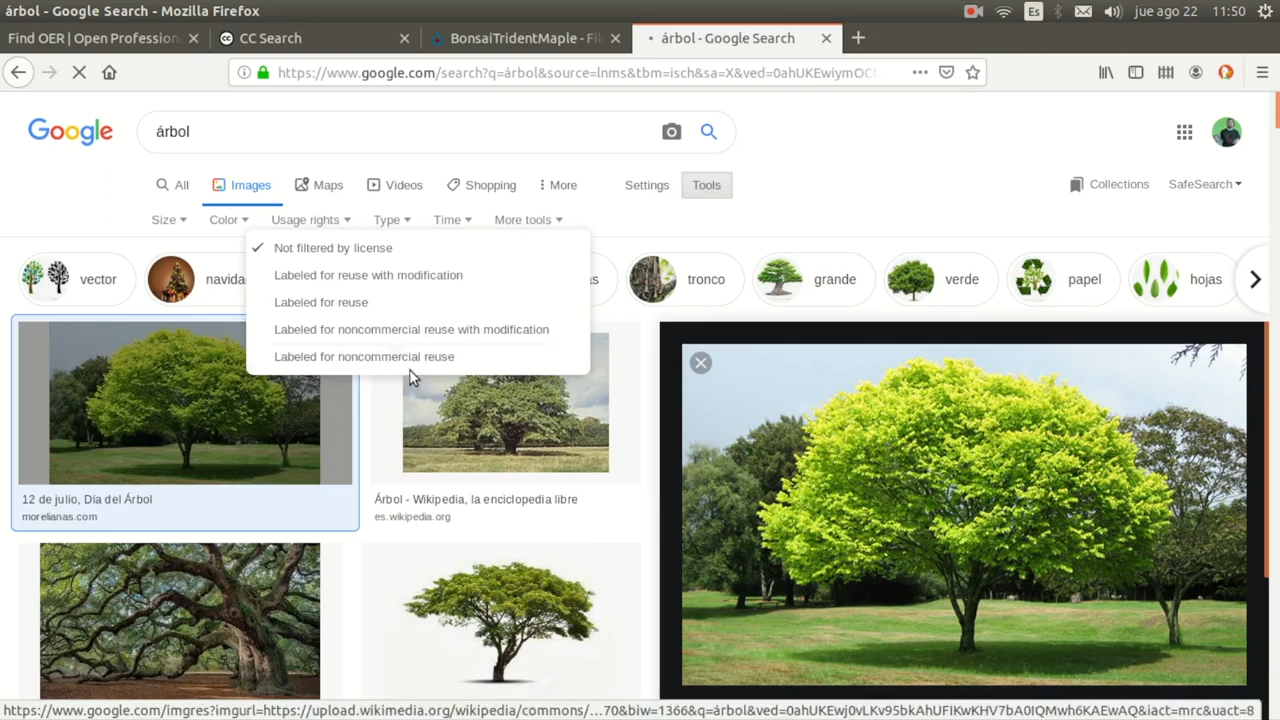 árbol - Google Search - Mozilla Firefox
Es
jue ago 22
11:50
Find OER | Open Profession
CC Search
BonsaiTridentMaple - Fil
árbol - Google Search
https://www.google.com/search?q=árbol&source=lnms&tbm=isch&sa=X&ved=0ahUKEwiymOC
Google
árbol
All
Images
Maps
Videos
Shopping
More
Settings
Tools
Collections
SafeSearch
Size
Color
Usage rights
Type
Time
More tools
Not filtered by license
Labeled for reuse with modification
Labeled for reuse
Labeled for noncommercial reuse with modification
Labeled for noncommercial reuse
vector
navida
as
tronco
grande
verde
papel
hojas
12 de julio, Día del Árbol
morelianas.com
Árbol - Wikipedia, la enciclopedia libre
es.wikipedia.org
https://www.google.com/imgres?imgurl=https://upload.wikimedia.org/wikipedia/commons/...70&biw=1366&q=árbol&ved=0ahUKEwj0vLKv95bkAhUFIKwKHV7bA0IQMwh6KAEwAQ&iact=mrc&uact=8